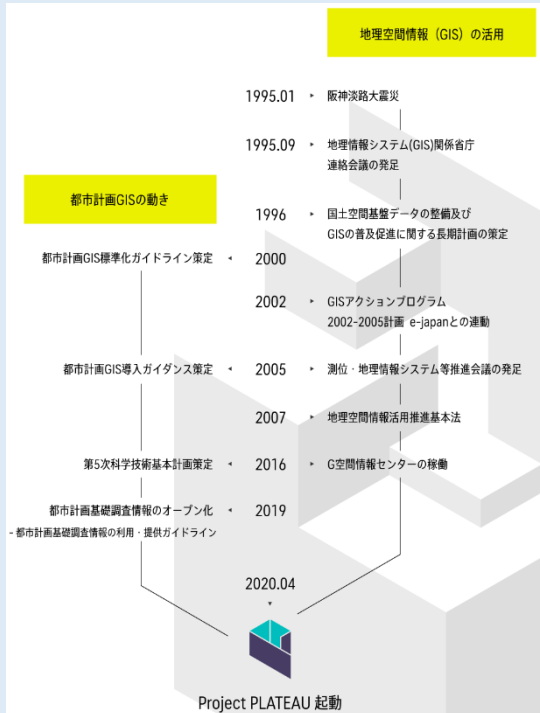 地理空間情報（GIS）の活用
1995.01 ‣ 阪神淡路大震災
1995.09 ‣ 地理情報システム(GIS)関係省庁
連絡会議の発足
都市計画GISの動き
1996 ‣ 国土空間基盤データの整備及び
GISの普及促進に関する長期計画の策定
都市計画GIS標準化ガイドライン策定 ◂ 2000
2002 ‣ GISアクションプログラム
2002-2005計画 e-japanとの連動
都市計画GIS導入ガイダンス策定 ◂ 2005 ‣ 測位・地理情報システム等推進会議の発足
2007 ‣ 地理空間情報活用推進基本法
第5次科学技術基本計画策定 ◂ 2016 ‣ G空間情報センターの稼働
都市計画基礎調査情報のオープン化 ◂ 2019
- 都市計画基礎調査情報の利用・提供ガイドライン
2020.04
Project PLATEAU 起動